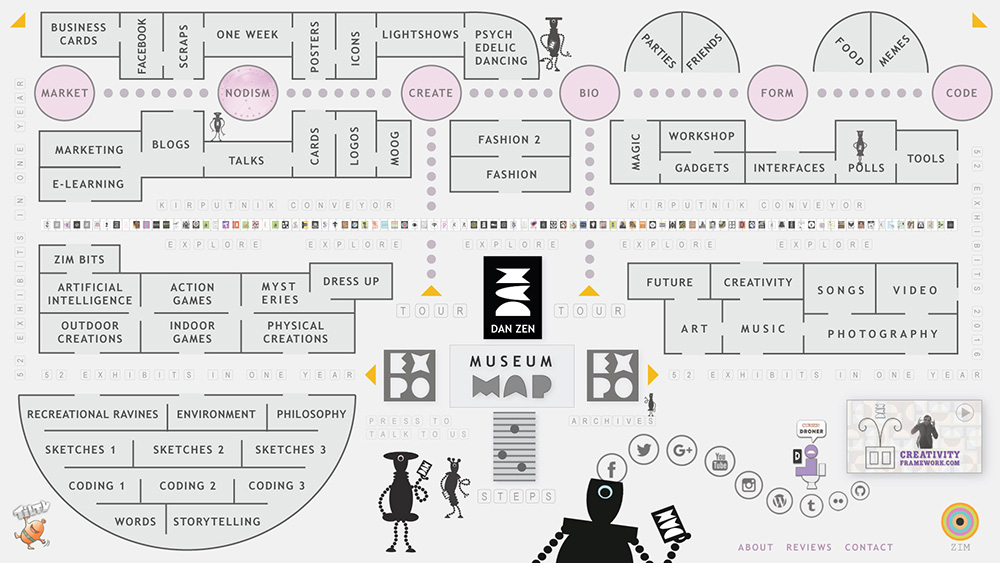 BUSINESS
CARDS
FACEBOOK
SCRAPS
ONE WEEK
POSTERS
ICONS
LIGHTSHOWS
PSYCH
EDELIC
DANCING
PARTIES
FRIENDS
FOOD
MEMES
MARKET
NODISM
CREATE
BIO
FORM
CODE
MARKETING
E-LEARNING
BLOGS
TALKS
CARDS
LOGOS
MOOG
FASHION 2
FASHION
MAGIC
WORKSHOP
GADGETS
INTERFACES
POLLS
TOOLS
52 EXHIBITS IN ONE YEAR
52 EXHIBITS 2016
KIRPUTNIK CONVEYOR
KIRPUTNIK CONVEYOR
EXPLORE
EXPLORE
EXPLORE
EXPLORE
EXPLORE
ZIM BITS
ARTIFICIAL
INTELLIGENCE
ACTION
GAMES
MYST
ERIES
DRESS UP
OUTDOOR
CREATIONS
INDOOR
GAMES
PHYSICAL
CREATIONS
TOUR
DAN ZEN
TOUR
FUTURE
CREATIVITY
SONGS
VIDEO
ART
MUSIC
PHOTOGRAPHY
52 EXHIBITS IN ONE YEAR
EXPO
MUSEUM
MAP
EXPO
52 EXHIBITS IN ONE YEAR
RECREATIONAL RAVINES
ENVIRONMENT
PHILOSOPHY
SKETCHES 1
SKETCHES 2
SKETCHES 3
CODING 1
CODING 2
CODING 3
WORDS
STORYTELLING
PRESS TO
TALK TO US
ARCHIVES
STEPS
TILTY
G+
You
Tube
DRONER
CREATIVITY
FRAMEWORK.COM
ABOUT REVIEWS CONTACT
ZIM